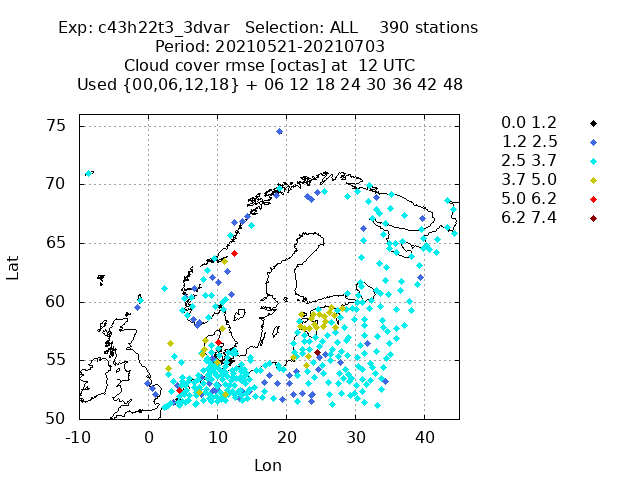 Exp: c43h22t3_3dvar   Selection: ALL    390 stations
Period: 20210521-20210703
Cloud cover rmse [octas] at  12 UTC
Used {00,06,12,18} + 06 12 18 24 30 36 42 48
75
70
65
60
55
50
Lat
-10 0 10 20 30 40
Lon
0.0 1.2
1.2 2.5
2.5 3.7
3.7 5.0
5.0 6.2
6.2 7.4